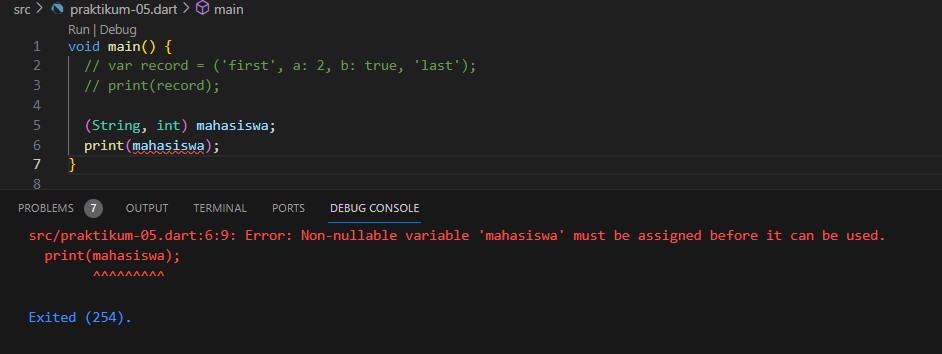 src > praktikum-05.dart > main
Run | Debug
1 void main() {
2 // var record = ('first', a: 2, b: true, 'last');
3 // print(record);
4
5 (String, int) mahasiswa;
6 print(mahasiswa);
7 }
8
PROBLEMS 7 OUTPUT TERMINAL PORTS DEBUG CONSOLE
src/praktikum-05.dart:6:9: Error: Non-nullable variable 'mahasiswa' must be assigned before it can be used.
print(mahasiswa);
^^^^^^^^^
Exited (254).